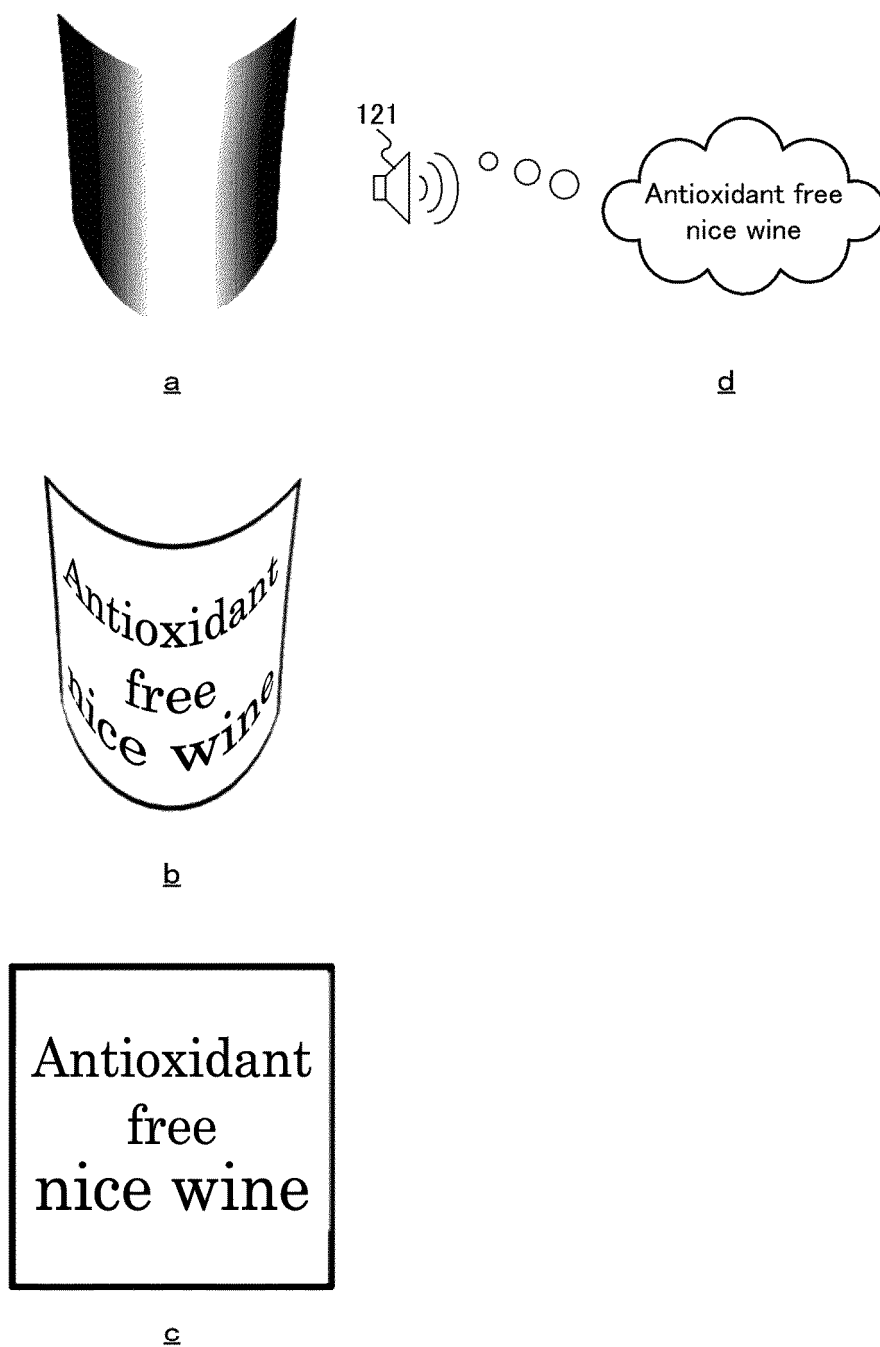 121
Antioxidant free
nice wine
a
d
Antioxidant
free
nice wine
b
Antioxidant
free
nice wine
c